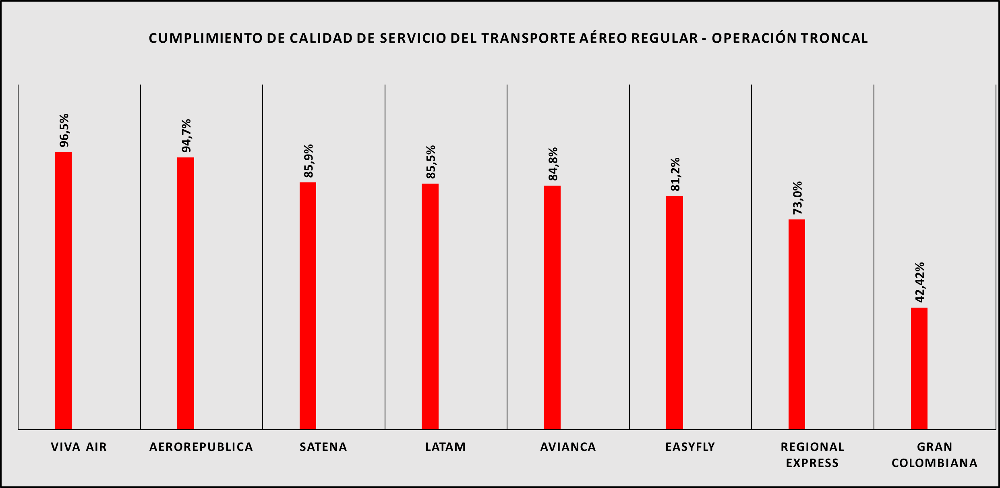 CUMPLIMIENTO DE CALIDAD DE SERVICIO DEL TRANSPORTE AÉREO REGULAR - OPERACIÓN TRONCAL
96,5%
94,7%
85,9%
85,5%
84,8%
81,2%
73,0%
42,42%
VIVA AIR
AEROREPUBLICA
SATENA
LATAM
AVIANCA
EASYFLY
REGIONAL
EXPRESS
GRAN
COLOMBIANA